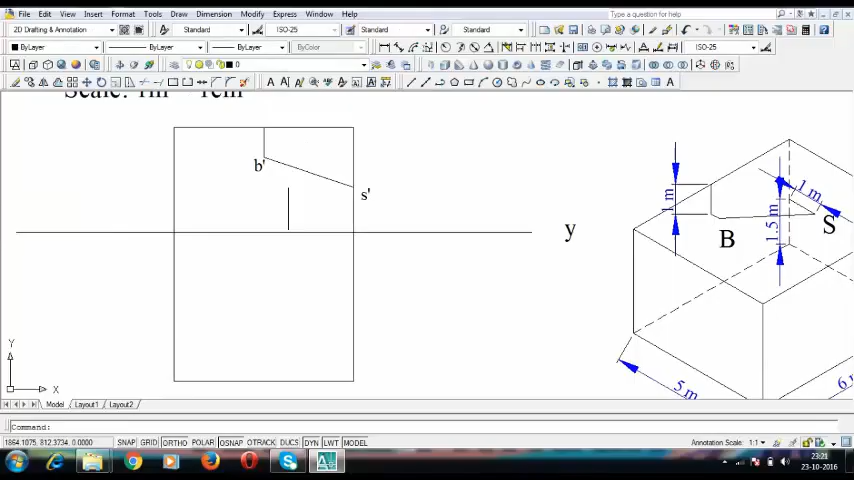 File Edit View Insert Format Tools Draw Dimension Modify Express Window Help Type a question for help
2D Drafting & Annotation Standard ISO-25 Standard Standard
ByLayer ByLayer ByLayer ByColor ISO-25
0
b'
s'
y
1 m
1 m
1.5 m
B
S
5 m
6 m
Y
X
Model Layout1 Layout2
Command:
1864.1075, 812.3734, 0.0000 SNAP GRID ORTHO POLAR OSNAP OTRACK DUCS DYN LWT MODEL Annotation Scale: 1:1
23:21
23-10-2016